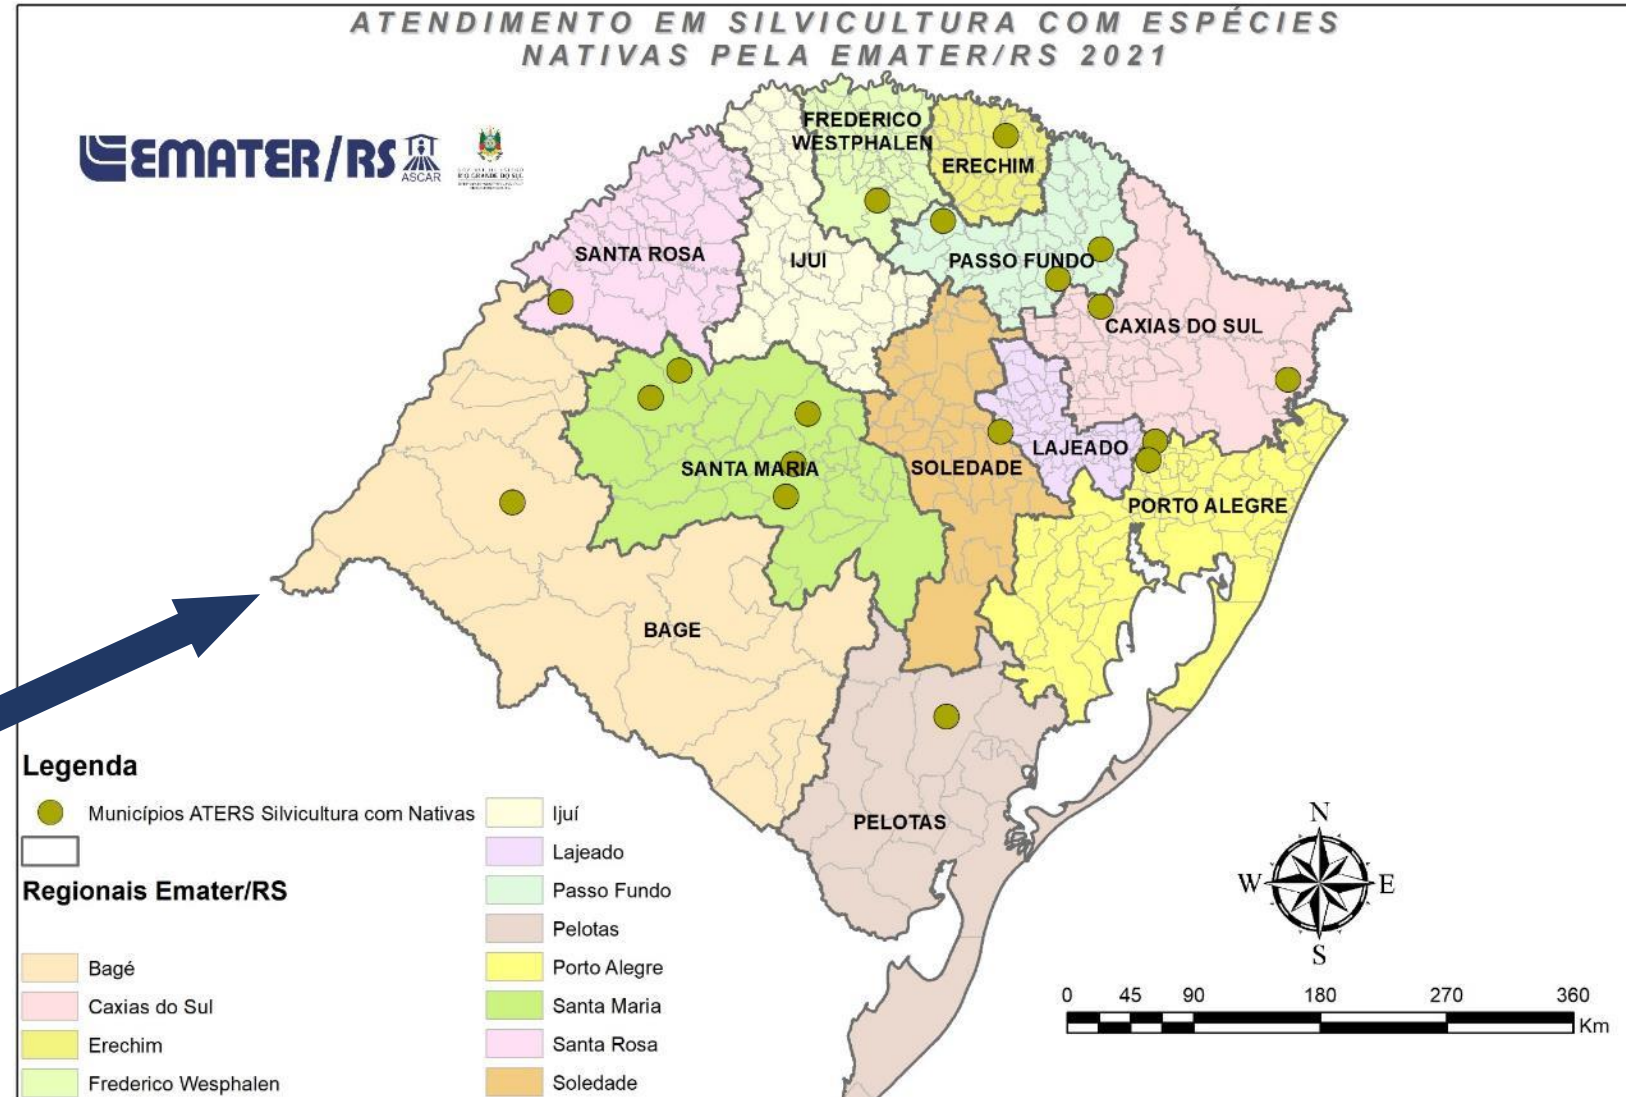 ATENDIMENTO EM SILVICULTURA COM ESPÉCIES
NATIVAS PELA EMATER/RS 2021
EMATER/RS
ASCAR
FREDERICO
WESTPHALEN
ERECHIM
SANTA ROSA
IJUI
PASSO FUNDO
CAXIAS DO SUL
SANTA MARIA
SOLEDADE
LAJEADO
PORTO ALEGRE
BAGE
PELOTAS
Legenda
Municípios ATERS Silvicultura com Nativas
Regionais Emater/RS
Bagé
Caxias do Sul
Erechim
Frederico Wesphalen
Ijuí
Lajeado
Passo Fundo
Pelotas
Porto Alegre
Santa Maria
Santa Rosa
Soledade
N
W
E
S
0 45 90 180 270 360
Km